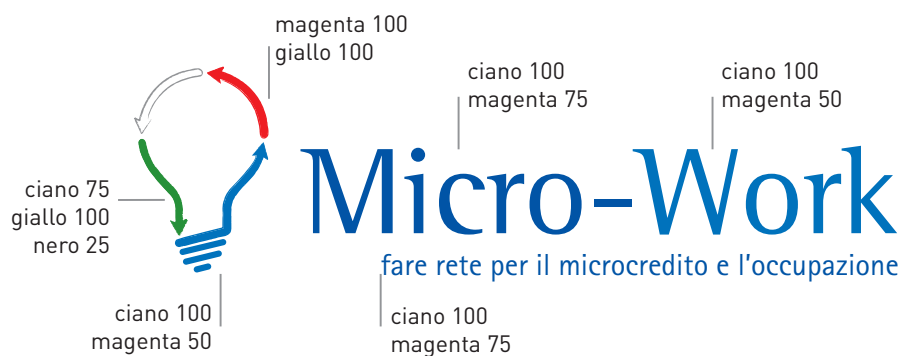 magenta 100
giallo 100
ciano 100
magenta 75
ciano 100
magenta 50
ciano 75
giallo 100
nero 25
Micro-Work
fare rete per il microcredito e l'occupazione
ciano 100
magenta 50
ciano 100
magenta 75